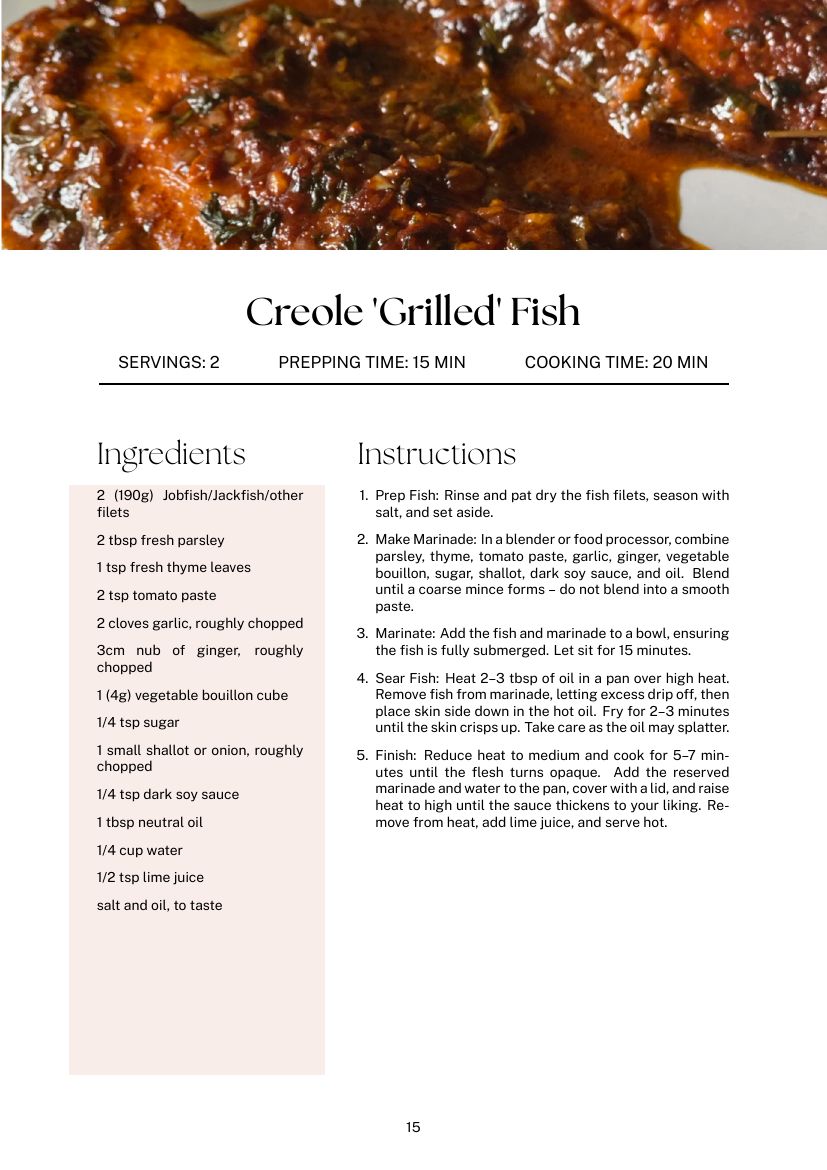 Creole 'Grilled' Fish
SERVINGS: 2 PREPPING TIME: 15 MIN COOKING TIME: 20 MIN
Ingredients
2 (190g) Jobfish/Jackfish/other
filets
2 tbsp fresh parsley
1 tsp fresh thyme leaves
2 tsp tomato paste
2 cloves garlic, roughly chopped
3cm nub of ginger, roughly
chopped
1 (4g) vegetable bouillon cube
1/4 tsp sugar
1 small shallot or onion, roughly
chopped
1/4 tsp dark soy sauce
1 tbsp neutral oil
1/4 cup water
1/2 tsp lime juice
salt and oil, to taste
Instructions
1. Prep Fish: Rinse and pat dry the fish filets, season with
salt, and set aside.
2. Make Marinade: In a blender or food processor, combine
parsley, thyme, tomato paste, garlic, ginger, vegetable
bouillon, sugar, shallot, dark soy sauce, and oil. Blend
until a coarse mince forms – do not blend into a smooth
paste.
3. Marinate: Add the fish and marinade to a bowl, ensuring
the fish is fully submerged. Let sit for 15 minutes.
4. Sear Fish: Heat 2–3 tbsp of oil in a pan over high heat.
Remove fish from marinade, letting excess drip off, then
place skin side down in the hot oil. Fry for 2–3 minutes
until the skin crisps up. Take care as the oil may splatter.
5. Finish: Reduce heat to medium and cook for 5–7 min-
utes until the flesh turns opaque. Add the reserved
marinade and water to the pan, cover with a lid, and raise
heat to high until the sauce thickens to your liking. Re-
move from heat, add lime juice, and serve hot.
15